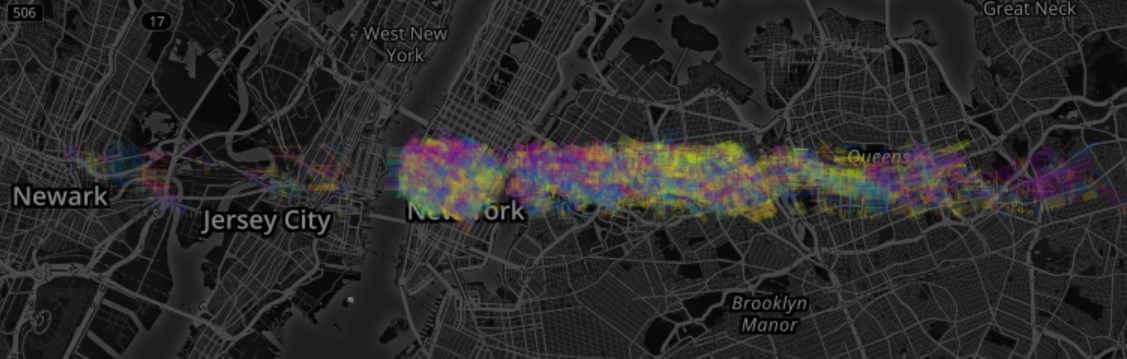 506
17
Great Neck
West New
York
Queens
Newark
Jersey City
New York
Brooklyn
Manor